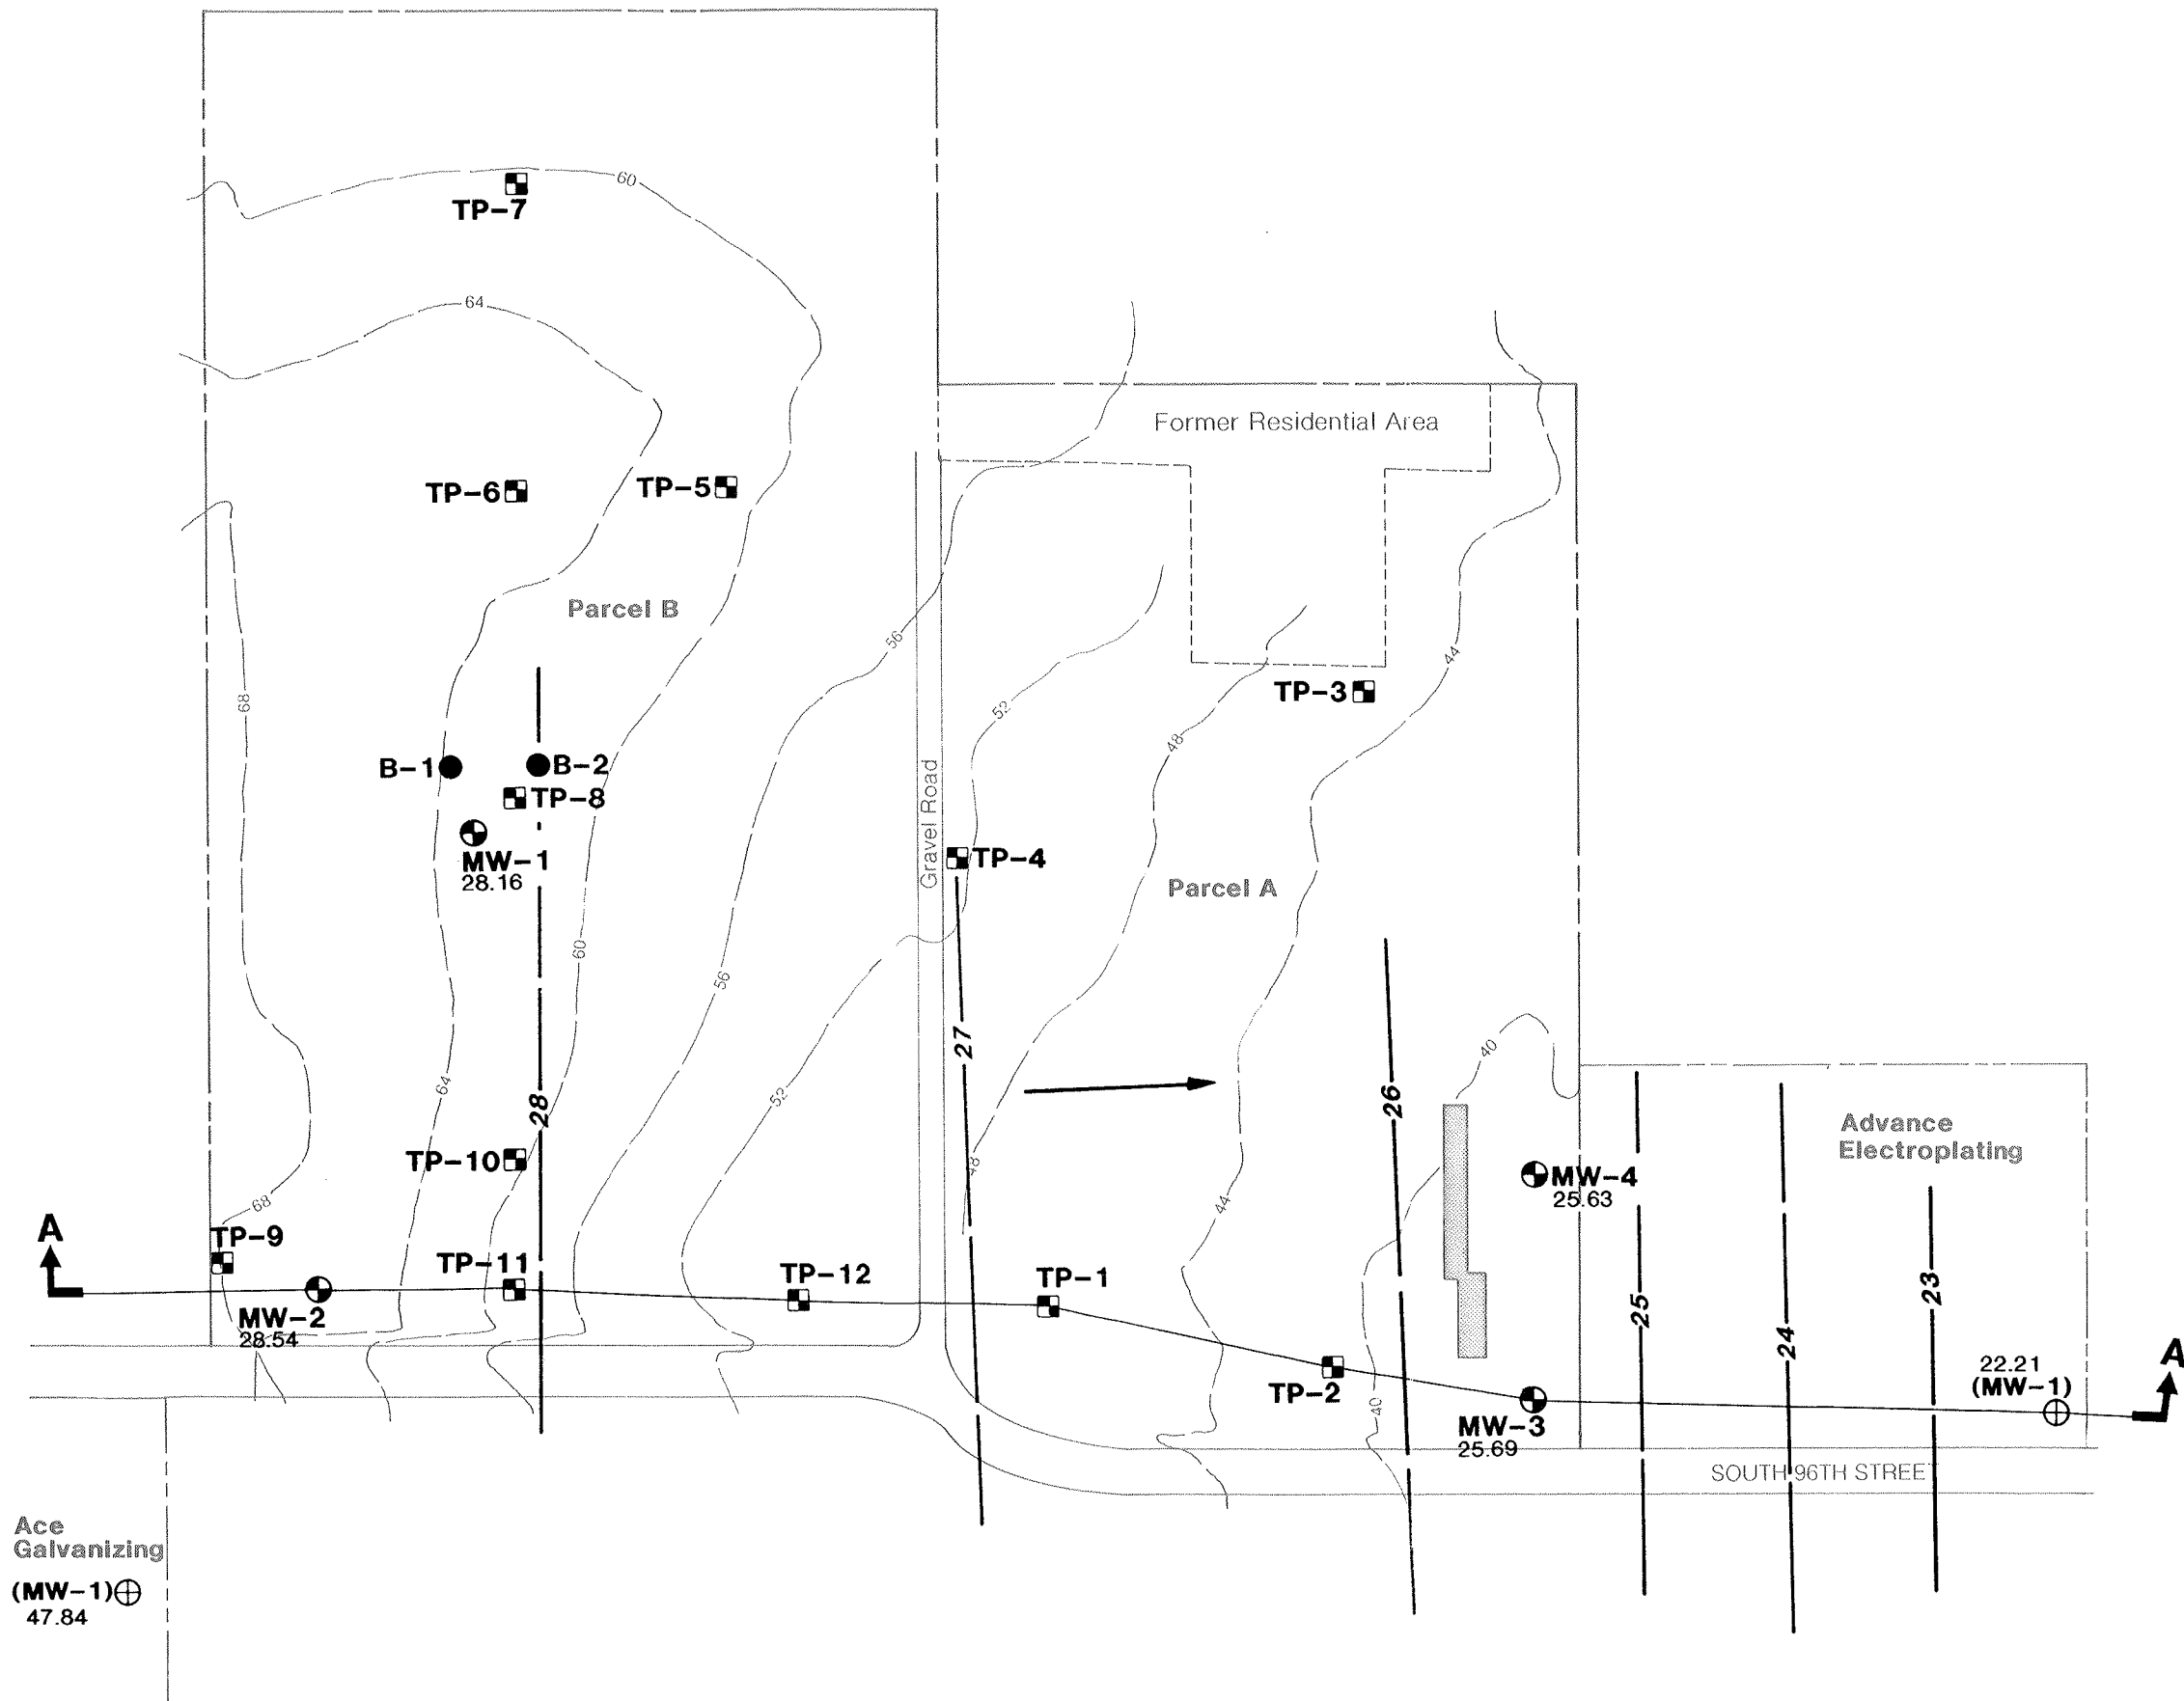 60
TP-7
64
Former Residential Area
TP-6
TP-5
Parcel B
56
44
68
TP-3
52
48
B-1
B-2
TP-8
Gravel Road
MW-1
28.16
TP-4
Parcel A
60
56
27
40
64
28
52
26
Advance
Electroplating
TP-10
48
MW-4
25.63
68
44
A
TP-9
TP-11
TP-12
TP-1
25
23
24
MW-2
28.54
TP-2
22.21
(MW-1)
A
40
MW-3
25.69
SOUTH 96TH STREET
Ace
Galvanizing
(MW-1)
47.84